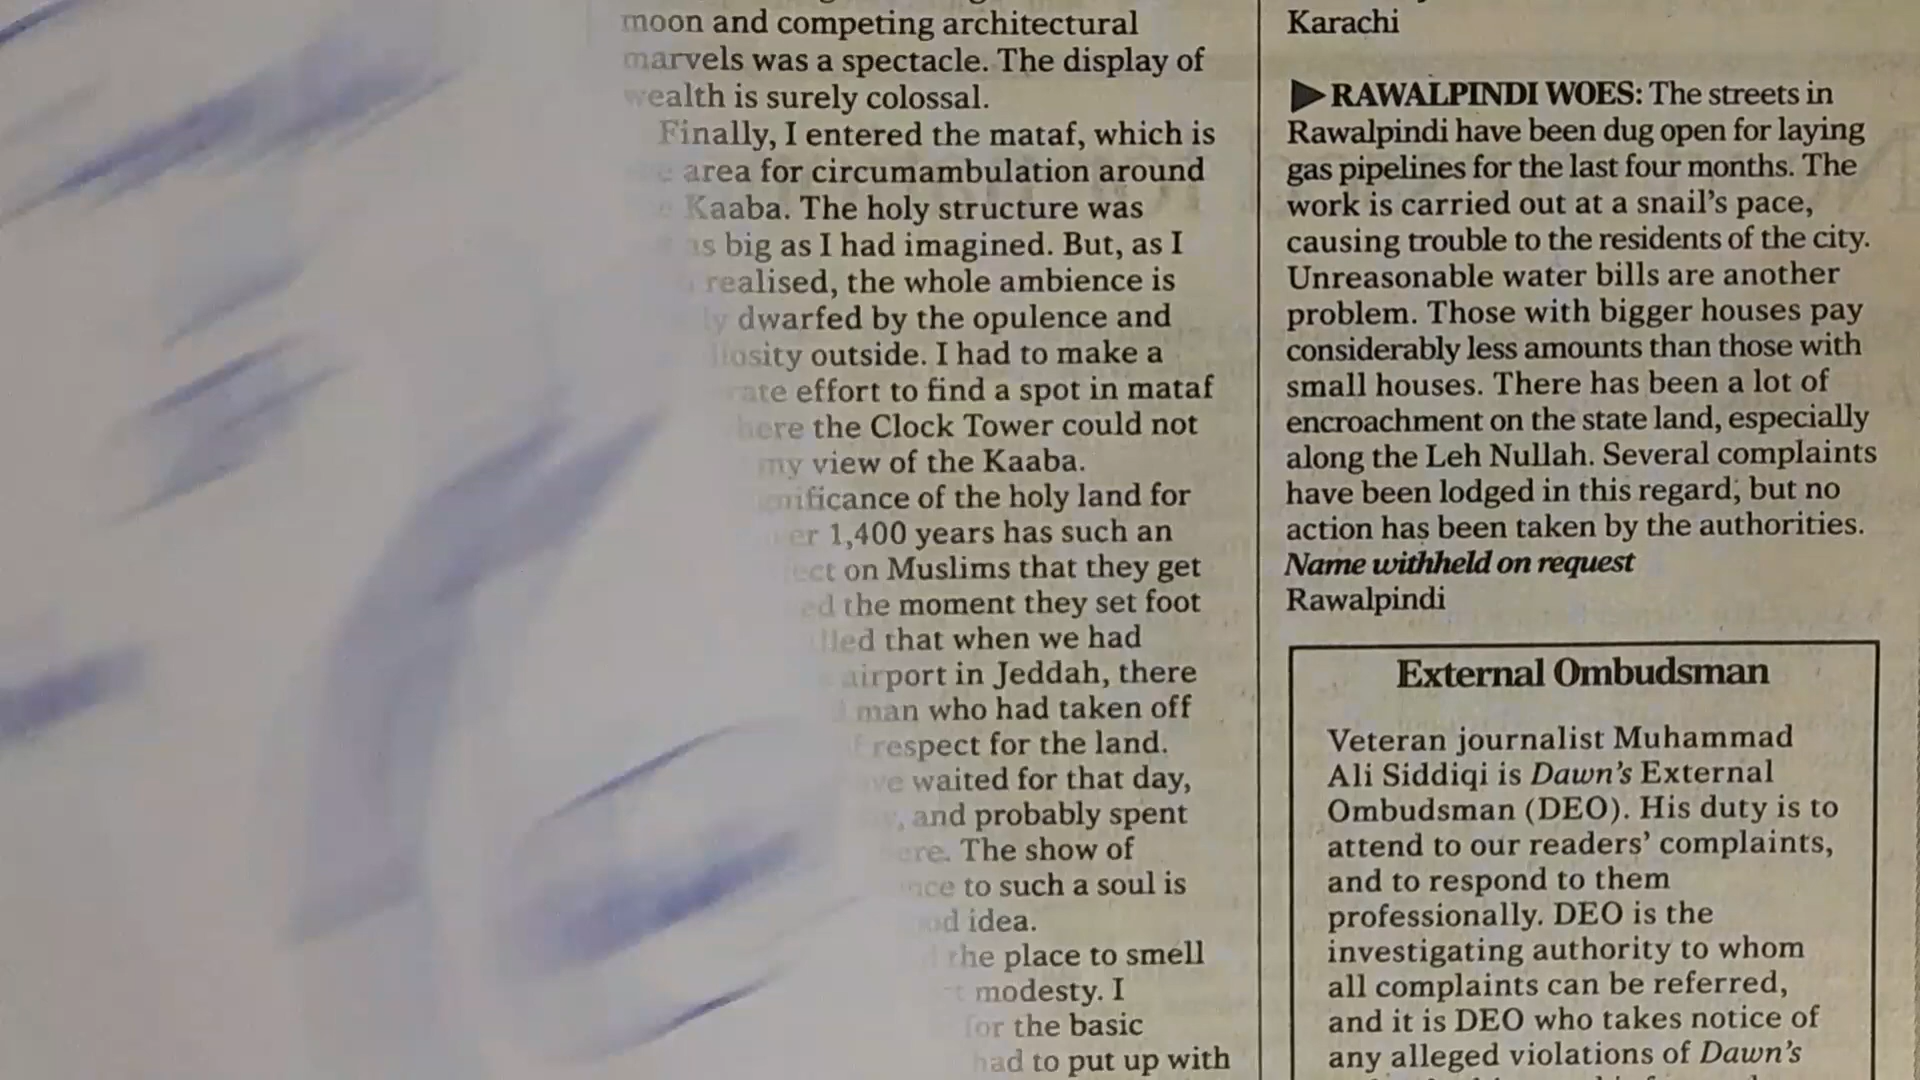 moon and competing architectural
marvels was a spectacle. The display of
wealth is surely colossal.
Finally, I entered the mataf, which is
area for circumambulation around
Kaaba. The holy structure was
as big as I had imagined. But, as I
realised, the whole ambience is
dwarfed by the opulence and
outside. I had to make a
effort to find a spot in mataf
here the Clock Tower could not
my view of the Kaaba.
of the holy land for
1,400 years has such an
on Muslims that they get
the moment they set foot
that when we had
airport in Jeddah, there
man who had taken off
respect for the land.
waited for that day,
and probably spent
The show of
to such a soul is
idea.
the place to smell
modesty. I
for the basic
had to put up with
Karachi
▶RAWALPINDI WOES: The streets in
Rawalpindi have been dug open for laying
gas pipelines for the last four months. The
work is carried out at a snail's pace,
causing trouble to the residents of the city.
Unreasonable water bills are another
problem. Those with bigger houses pay
considerably less amounts than those with
small houses. There has been a lot of
encroachment on the state land, especially
along the Leh Nullah. Several complaints
have been lodged in this regard, but no
action has been taken by the authorities.
Name withheld on request
Rawalpindi
External Ombudsman
Veteran journalist Muhammad
Ali Siddiqi is Dawn's External
Ombudsman (DEO). His duty is to
attend to our readers' complaints,
and to respond to them
professionally. DEO is the
investigating authority to whom
all complaints can be referred,
and it is DEO who takes notice of
any alleged violations of Dawn's